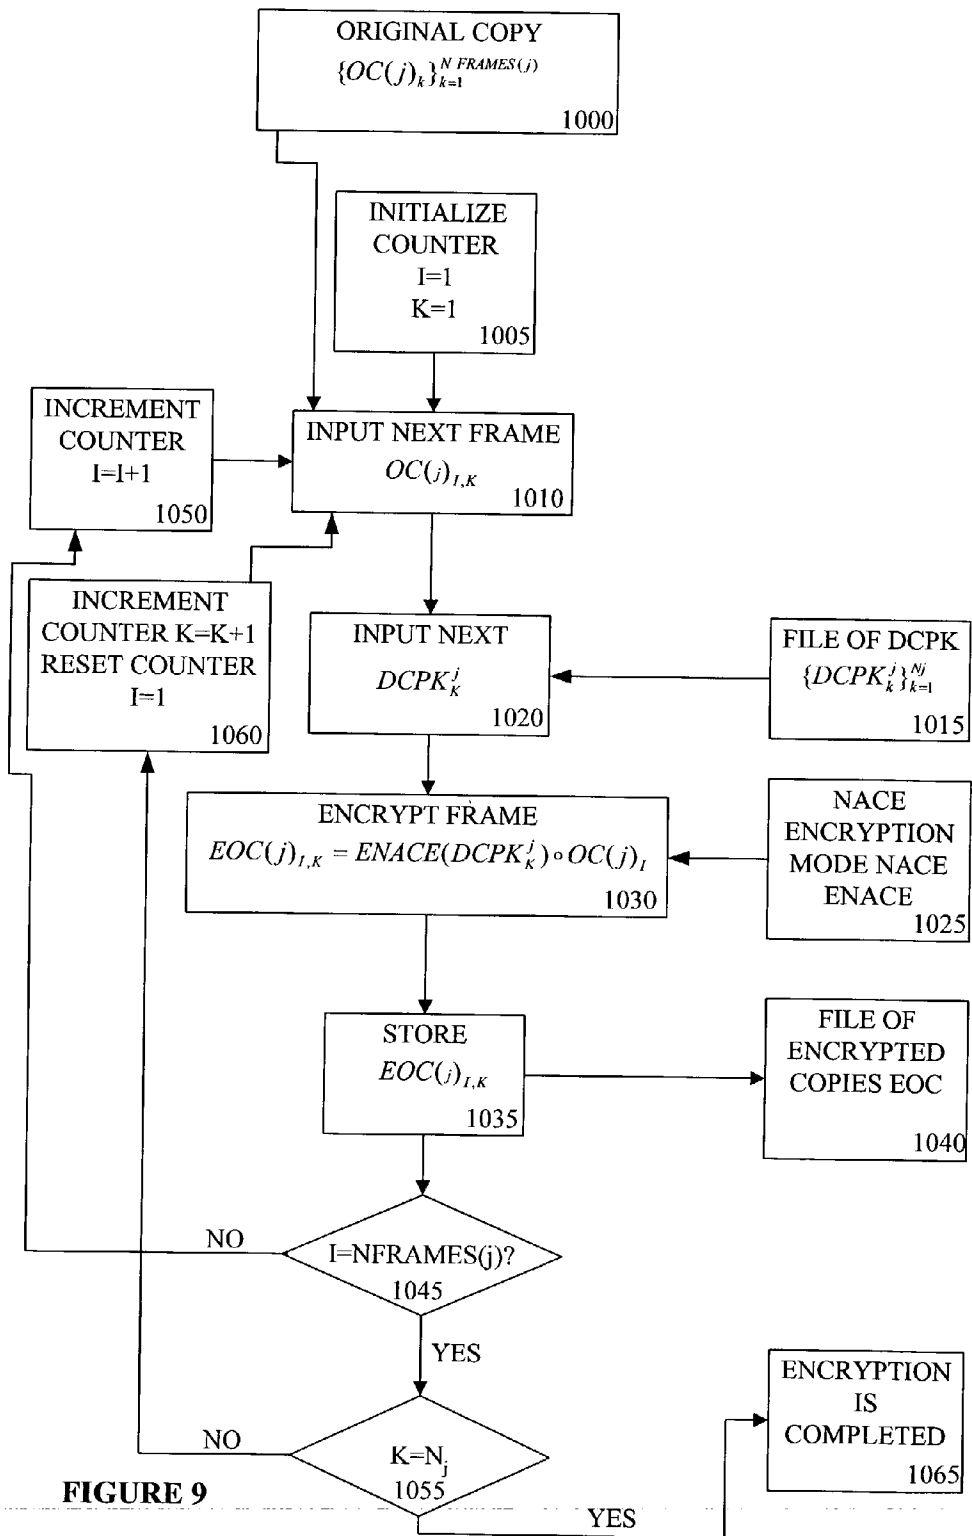 ORIGINAL COPY
{OC(j)_k}_{k=1}^{N FRAMES(j)}
1000
INITIALIZE
COUNTER
I=1
K=1
1005
INCREMENT
COUNTER
I=I+1
1050
INPUT NEXT FRAME
OC(j)_{I,K}
1010
INCREMENT
COUNTER K=K+1
RESET COUNTER
I=1
1060
INPUT NEXT
DCPK_K^j
1020
FILE OF DCPK
{DCPK_k^j}_{k=1}^{Nj}
1015
ENCRYPT FRAME
EOC(j)_{I,K} = ENACE(DCPK_K^j)∘OC(j)_I
1030
NACE
ENCRYPTION
MODE NACE
ENACE
1025
STORE
EOC(j)_{I,K}
1035
FILE OF
ENCRYPTED
COPIES EOC
1040
NO
I=NFRAMES(j)?
1045
YES
NO
K=N_j
1055
YES
ENCRYPTION
IS
COMPLETED
1065
FIGURE 9